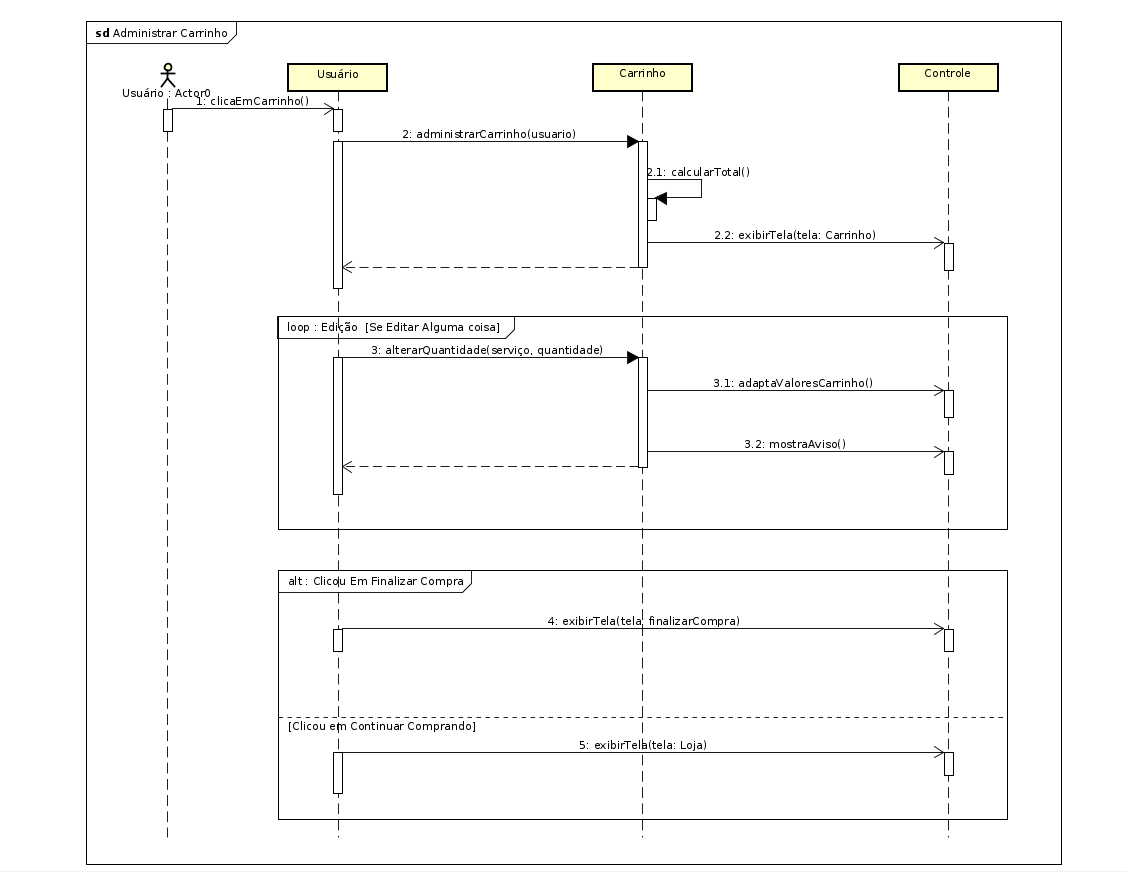 sd Administrar Carrinho
Usuário
Carrinho
Controle
Usuário : Actor0
1: clicaEmCarrinho()
2: administrarCarrinho(usuario)
2.1: calcularTotal()
2.2: exibirTela(tela: Carrinho)
loop : Edição [Se Editar Alguma coisa]
3: alterarQuantidade(serviço, quantidade)
3.1: adaptaValoresCarrinho()
3.2: mostraAviso()
alt : Clicou Em Finalizar Compra
4: exibirTela(tela: finalizarCompra)
[Clicou em Continuar Comprando]
5: exibirTela(tela: Loja)